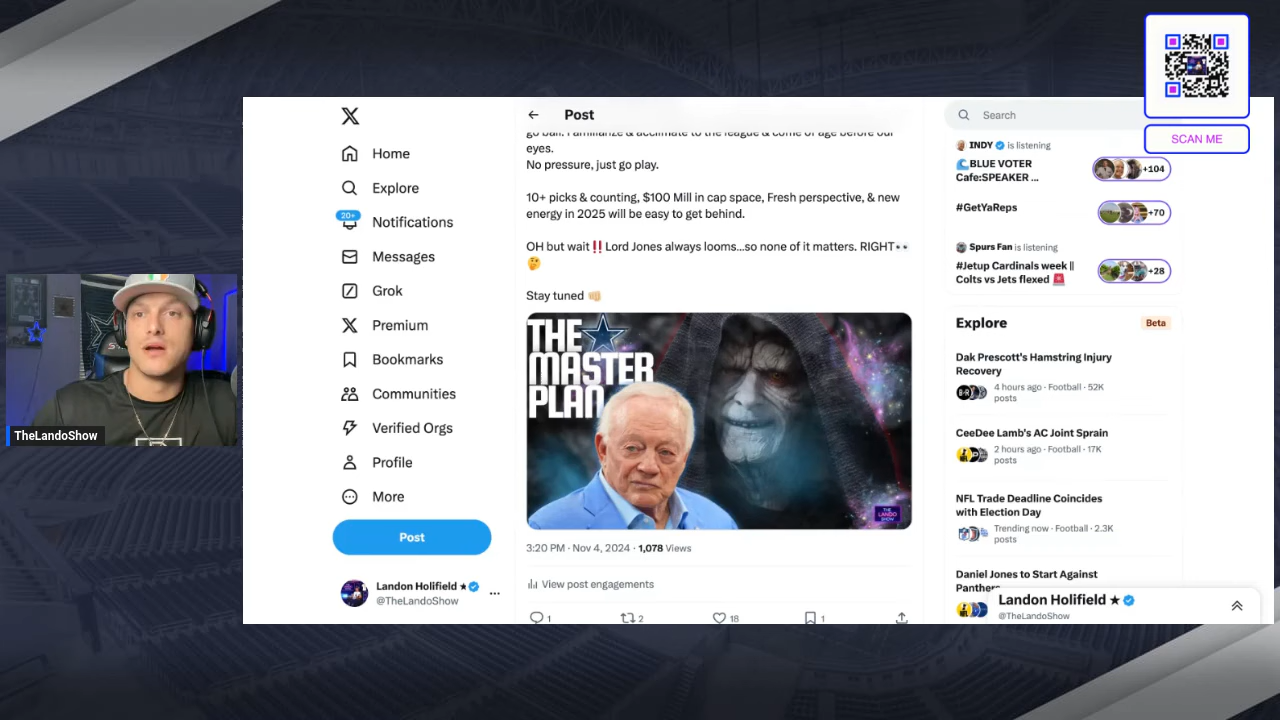 SCAN ME
TheLandoShow
Home
Explore
20+
Notifications
Messages
Grok
Premium
Bookmarks
Communities
Verified Orgs
Profile
More
Post
Landon Holifield ★
@TheLandoShow
Post
go ball. Familiarize & acclimate to the league & come of age before our
eyes.
No pressure, just go play.
10+ picks & counting, $100 Mill in cap space, Fresh perspective, & new
energy in 2025 will be easy to get behind.
OH but wait‼️Lord Jones always looms...so none of it matters. RIGHT👀
🤔
Stay tuned 👊🏼
THE
MASTER
PLAN
THE
LANDO
SHOW
3:20 PM · Nov 4, 2024 · 1,078 Views
View post engagements
1
2
18
1
Search
INDY is listening
🌊BLUE VOTER
Cafe:SPEAKER ...
+104
#GetYaReps
+70
Spurs Fan is listening
#Jetup Cardinals week ||
Colts vs Jets flexed 🚨
+28
Explore
Beta
Dak Prescott's Hamstring Injury
Recovery
4 hours ago · Football · 52K
posts
CeeDee Lamb's AC Joint Sprain
2 hours ago · Football · 17K
posts
NFL Trade Deadline Coincides
with Election Day
Trending now · Football · 2.3K
posts
Daniel Jones to Start Against
Panthers
Landon Holifield ★
@TheLandoShow